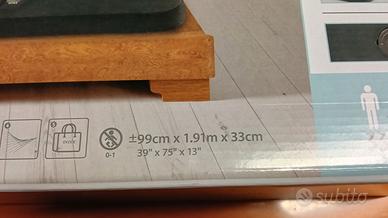 ±99cm x 1.91m x 33cm
0-1
39" x 75" x 13"
subito